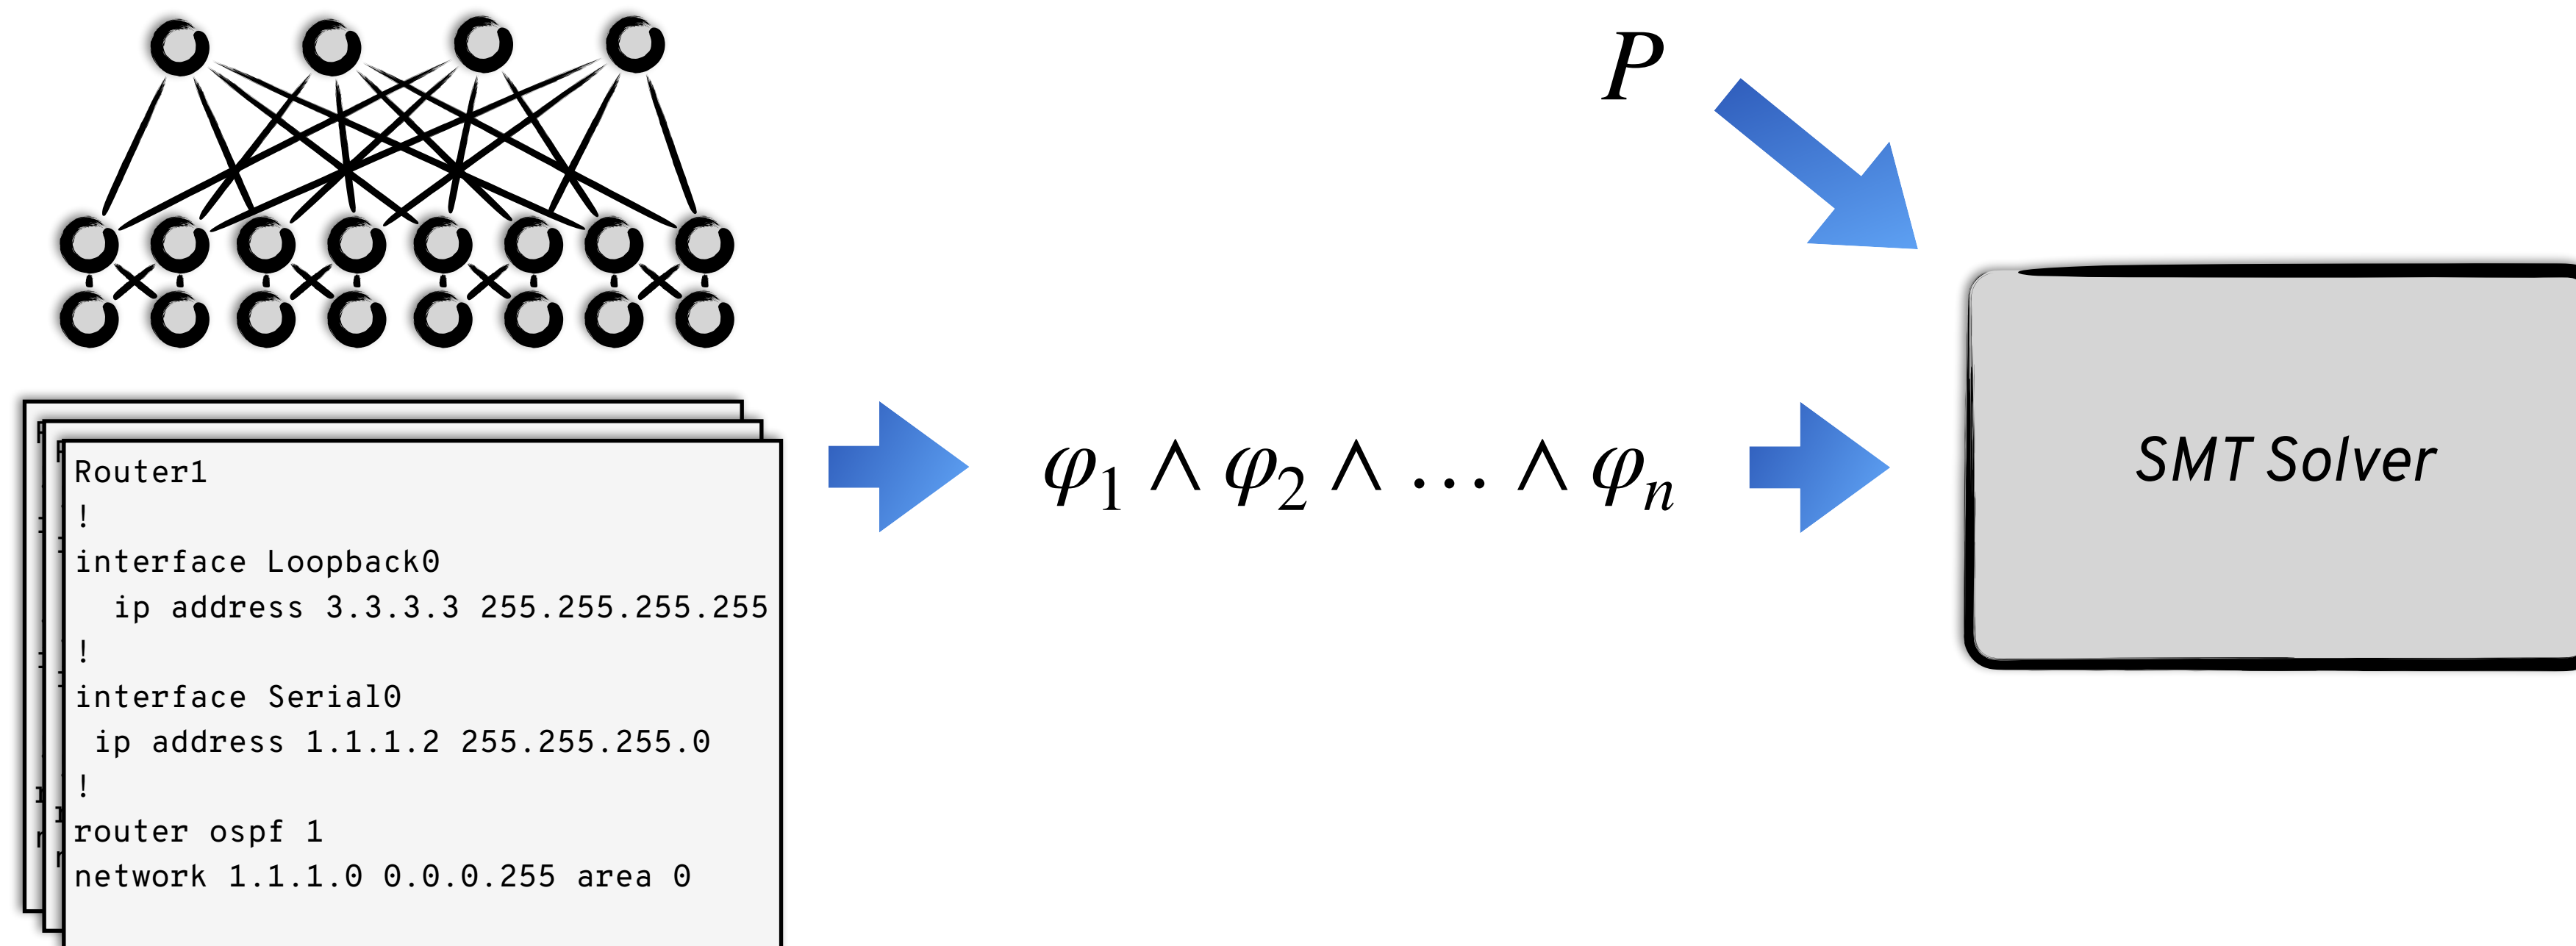 P
Router1
!
interface Loopback0
  ip address 3.3.3.3 255.255.255.255
!
interface Serial0
 ip address 1.1.1.2 255.255.255.0
!
router ospf 1
network 1.1.1.0 0.0.0.255 area 0
φ₁ ∧ φ₂ ∧ … ∧ φₙ
SMT Solver